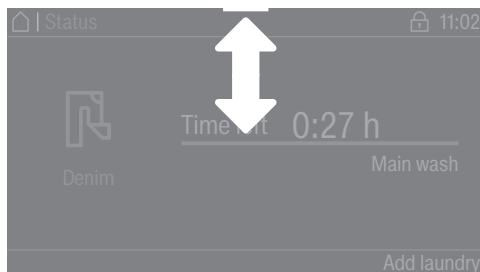 | Status 11:02
Time left 0:27 h
Main wash
Denim
Add laundry